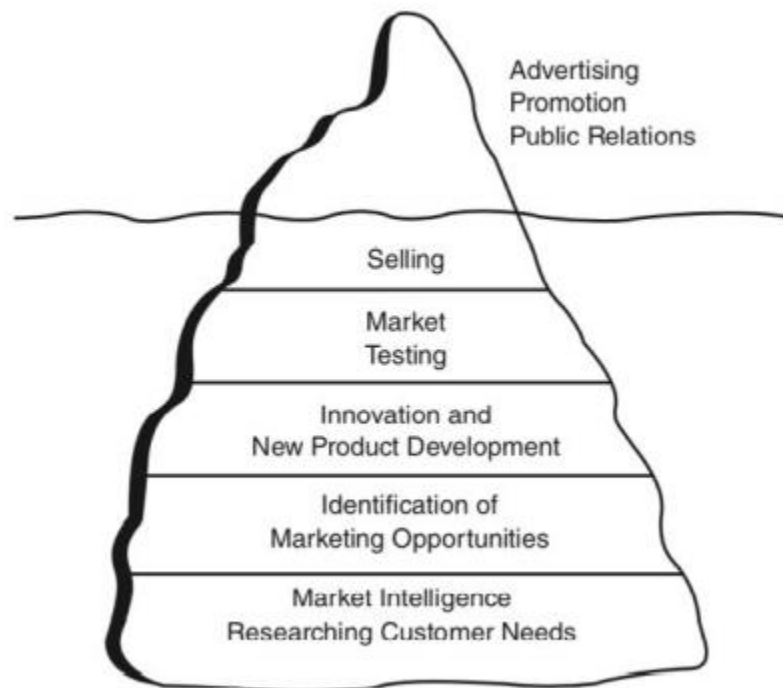 Advertising
Promotion
Public Relations
Selling
Market
Testing
Innovation and
New Product Development
Identification of
Marketing Opportunities
Market Intelligence
Researching Customer Needs